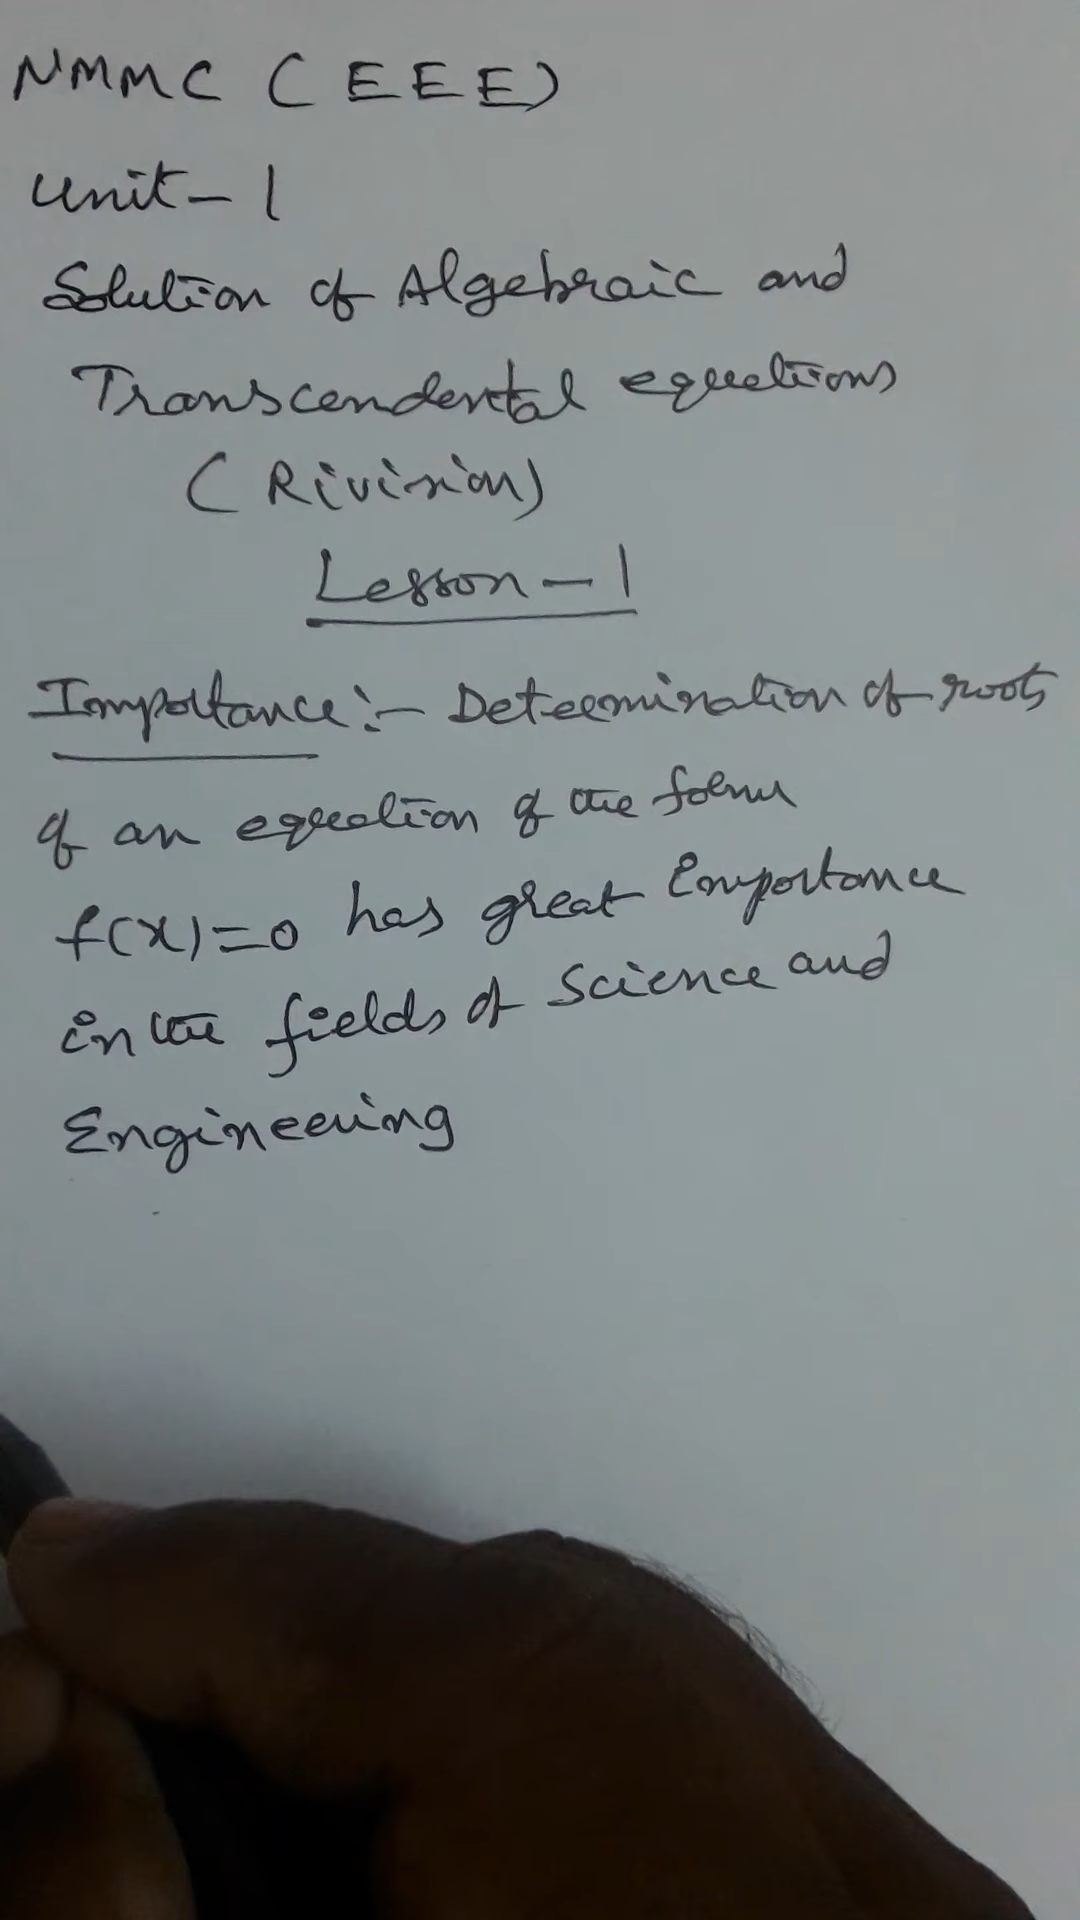 NMMC (EEE)
Unit-1
Solution of Algebraic and
Transcendental equations
(Rivision)
Lesson-1
Importance:- Determination of roots
of an equation of the form
f(x)=0 has great importance
in the fields of Science and
Engineering